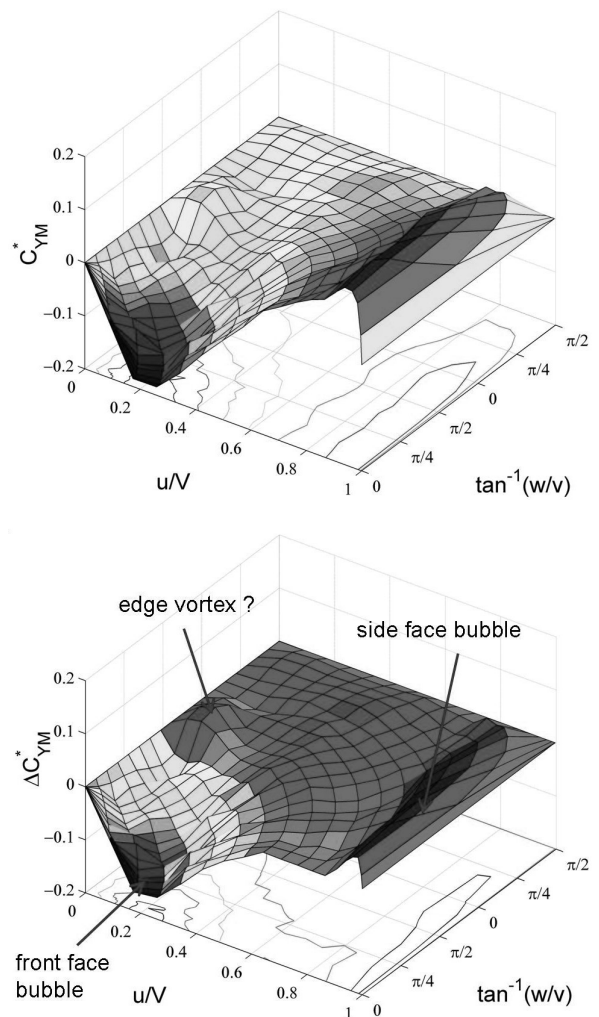 0.2
0.1
0
−0.1
−0.2
C*YM
0
0.2
0.4
0.6
0.8
1
u/V
0
π/4
π/2
0
π/4
π/2
tan⁻¹(w/v)
edge vortex ?
side face bubble
0.2
0.1
0
−0.1
−0.2
ΔC*YM
0
0.2
0.4
0.6
0.8
1
front face
bubble
u/V
0
π/4
π/2
0
π/4
π/2
tan⁻¹(w/v)